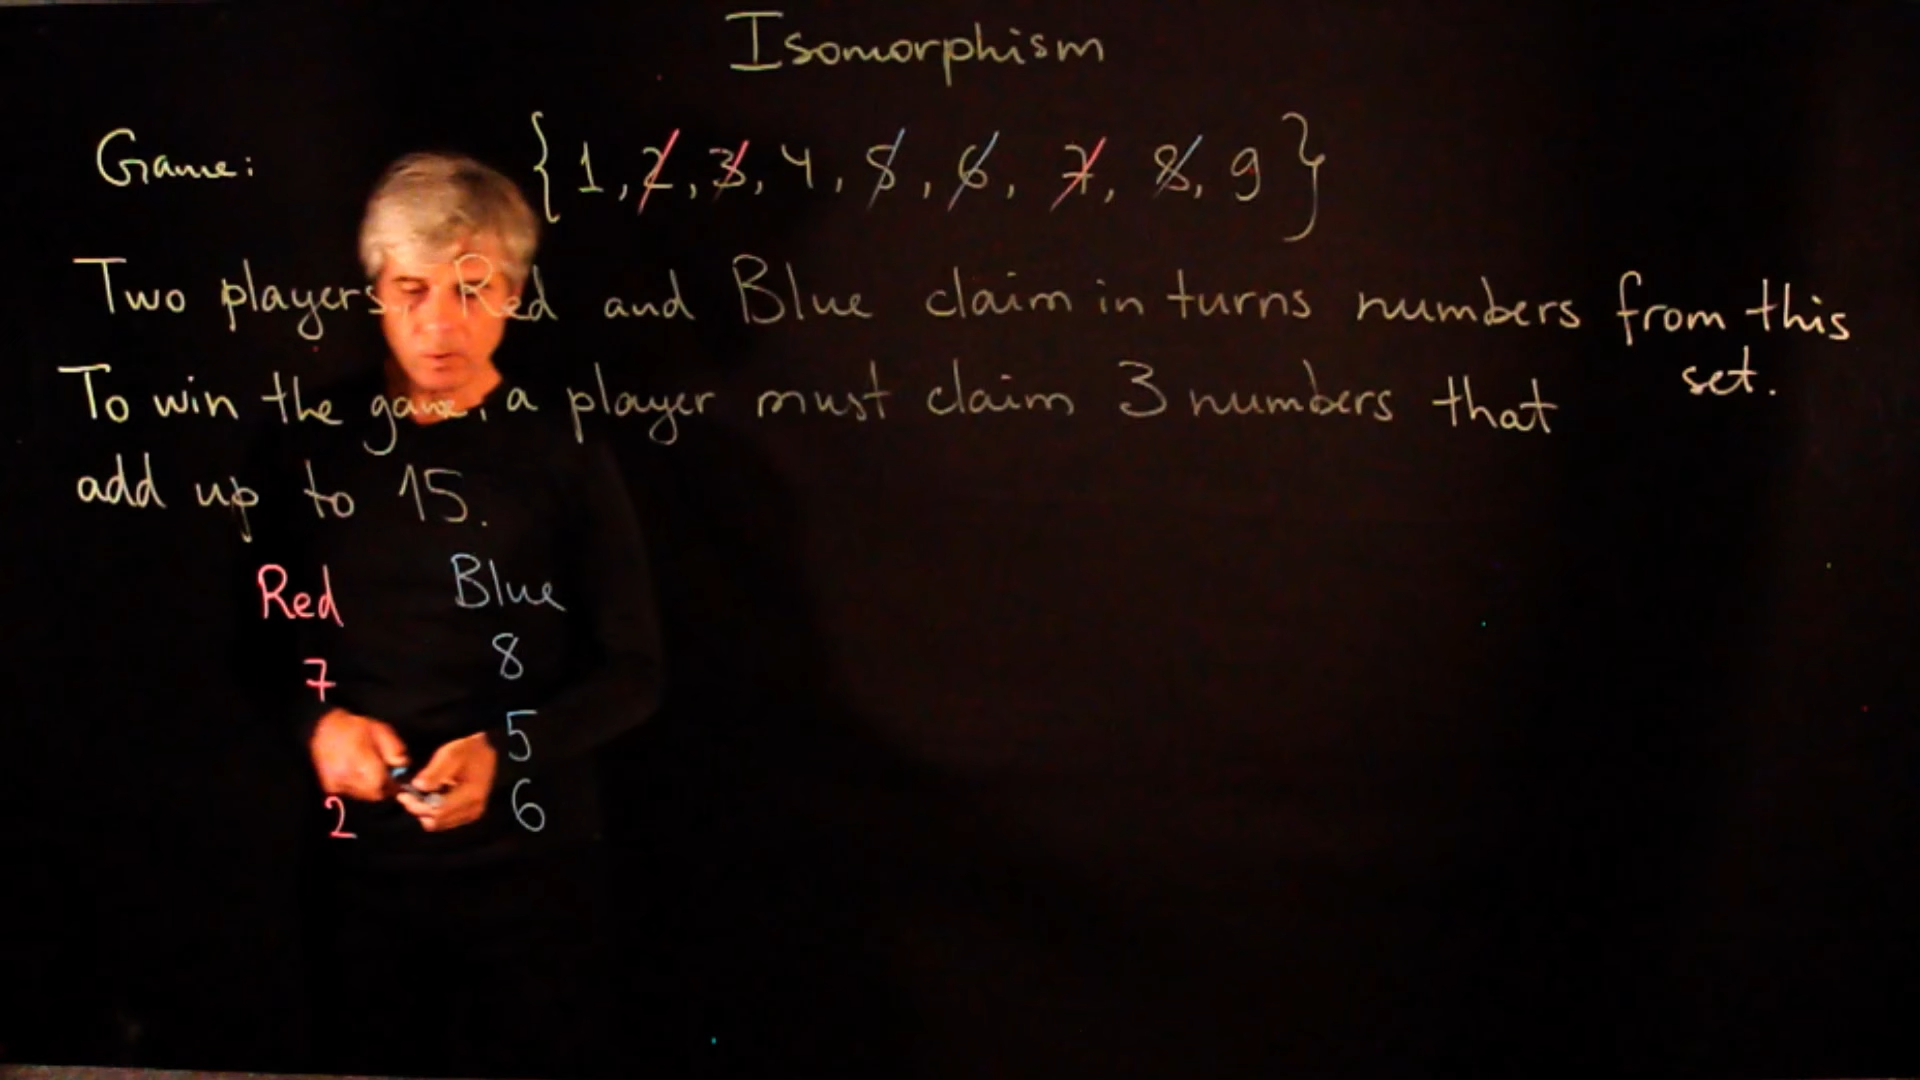 Isomorphism
Game: {1, 2, 3, 4, 5, 6, 7, 8, 9}
Two players, Red and Blue claim in turns numbers from this set.
To win the game, a player must claim 3 numbers that
add up to 15.
Red Blue
7 8
5
2 6